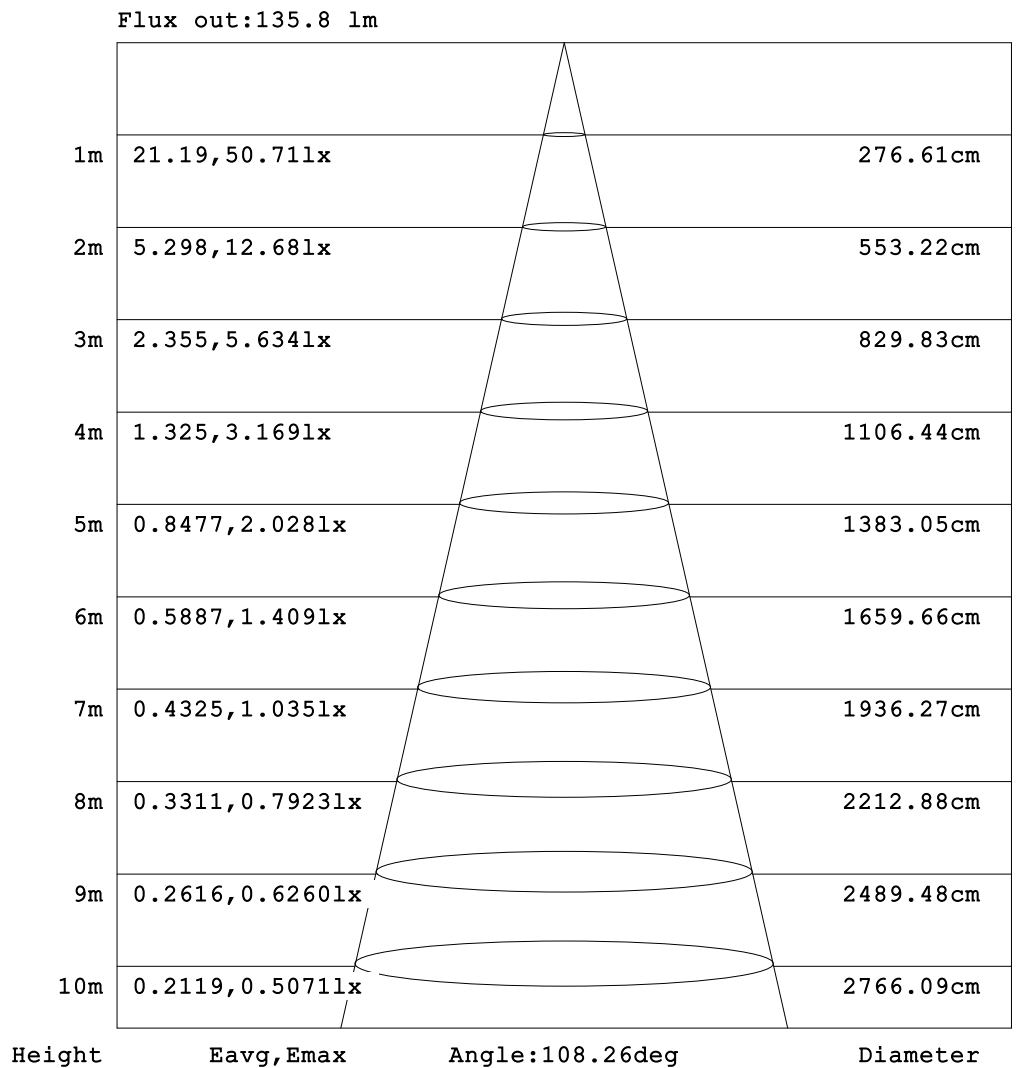 Flux out:135.8 lm
1m 21.19,50.71lx 276.61cm
2m 5.298,12.68lx 553.22cm
3m 2.355,5.634lx 829.83cm
4m 1.325,3.169lx 1106.44cm
5m 0.8477,2.028lx 1383.05cm
6m 0.5887,1.409lx 1659.66cm
7m 0.4325,1.035lx 1936.27cm
8m 0.3311,0.7923lx 2212.88cm
9m 0.2616,0.6260lx 2489.48cm
10m 0.2119,0.5071lx 2766.09cm
Height Eavg,Emax Angle:108.26deg Diameter